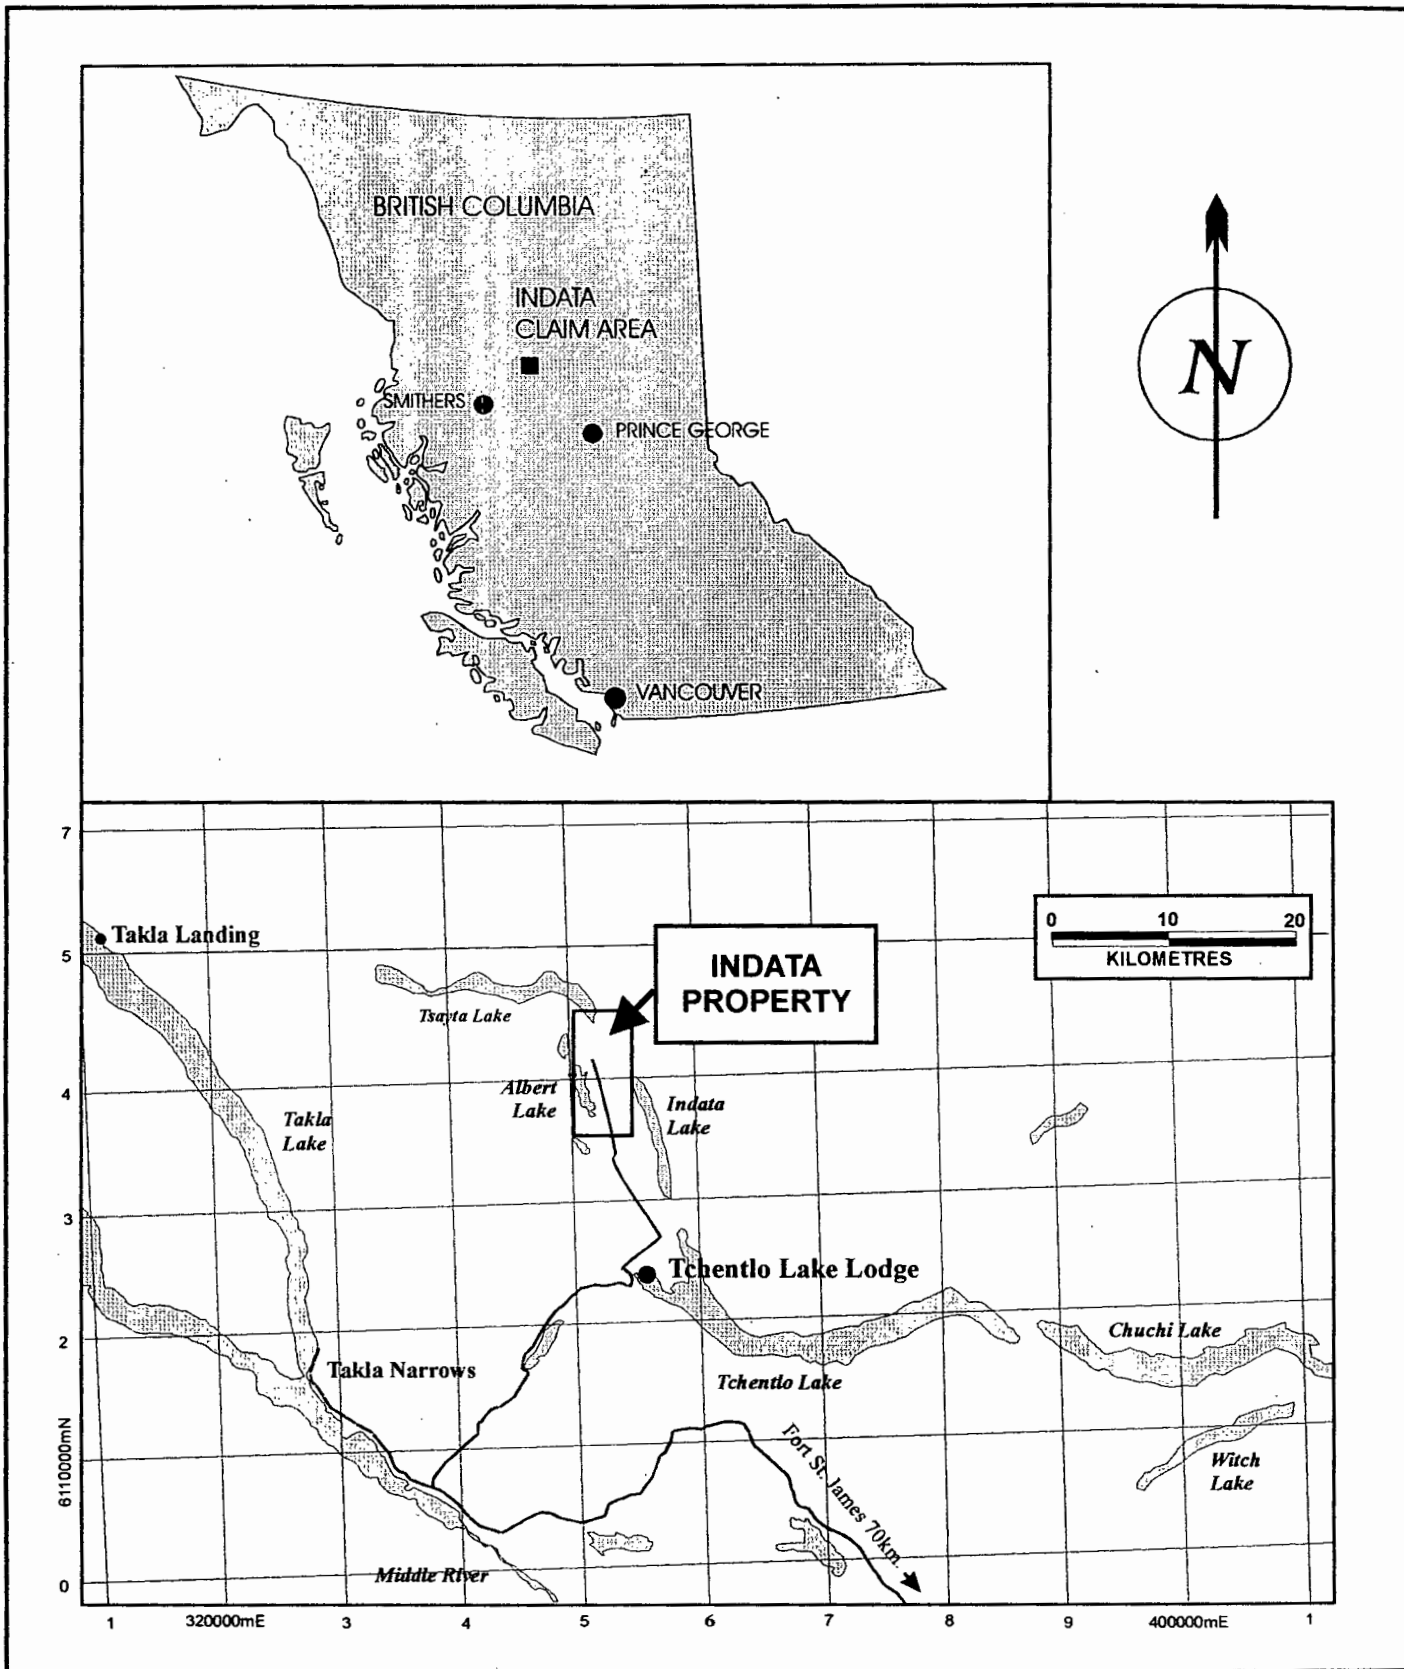 BRITISH COLUMBIA
INDATA
CLAIM AREA
SMITHERS
PRINCE GEORGE
VANCOUVER
N
7
5
4
3
2
6110000mN
0
Takla Landing
0 10 20
KILOMETRES
INDATA
PROPERTY
Tsayta Lake
Albert
Lake
Indata
Lake
Takla
Lake
Tchentlo Lake Lodge
Chuchi Lake
Takla Narrows
Tchentlo Lake
Fort St. James 70km.
Witch
Lake
Middle River
1 320000mE 3 4 5 6 7 8 9 400000mE 1